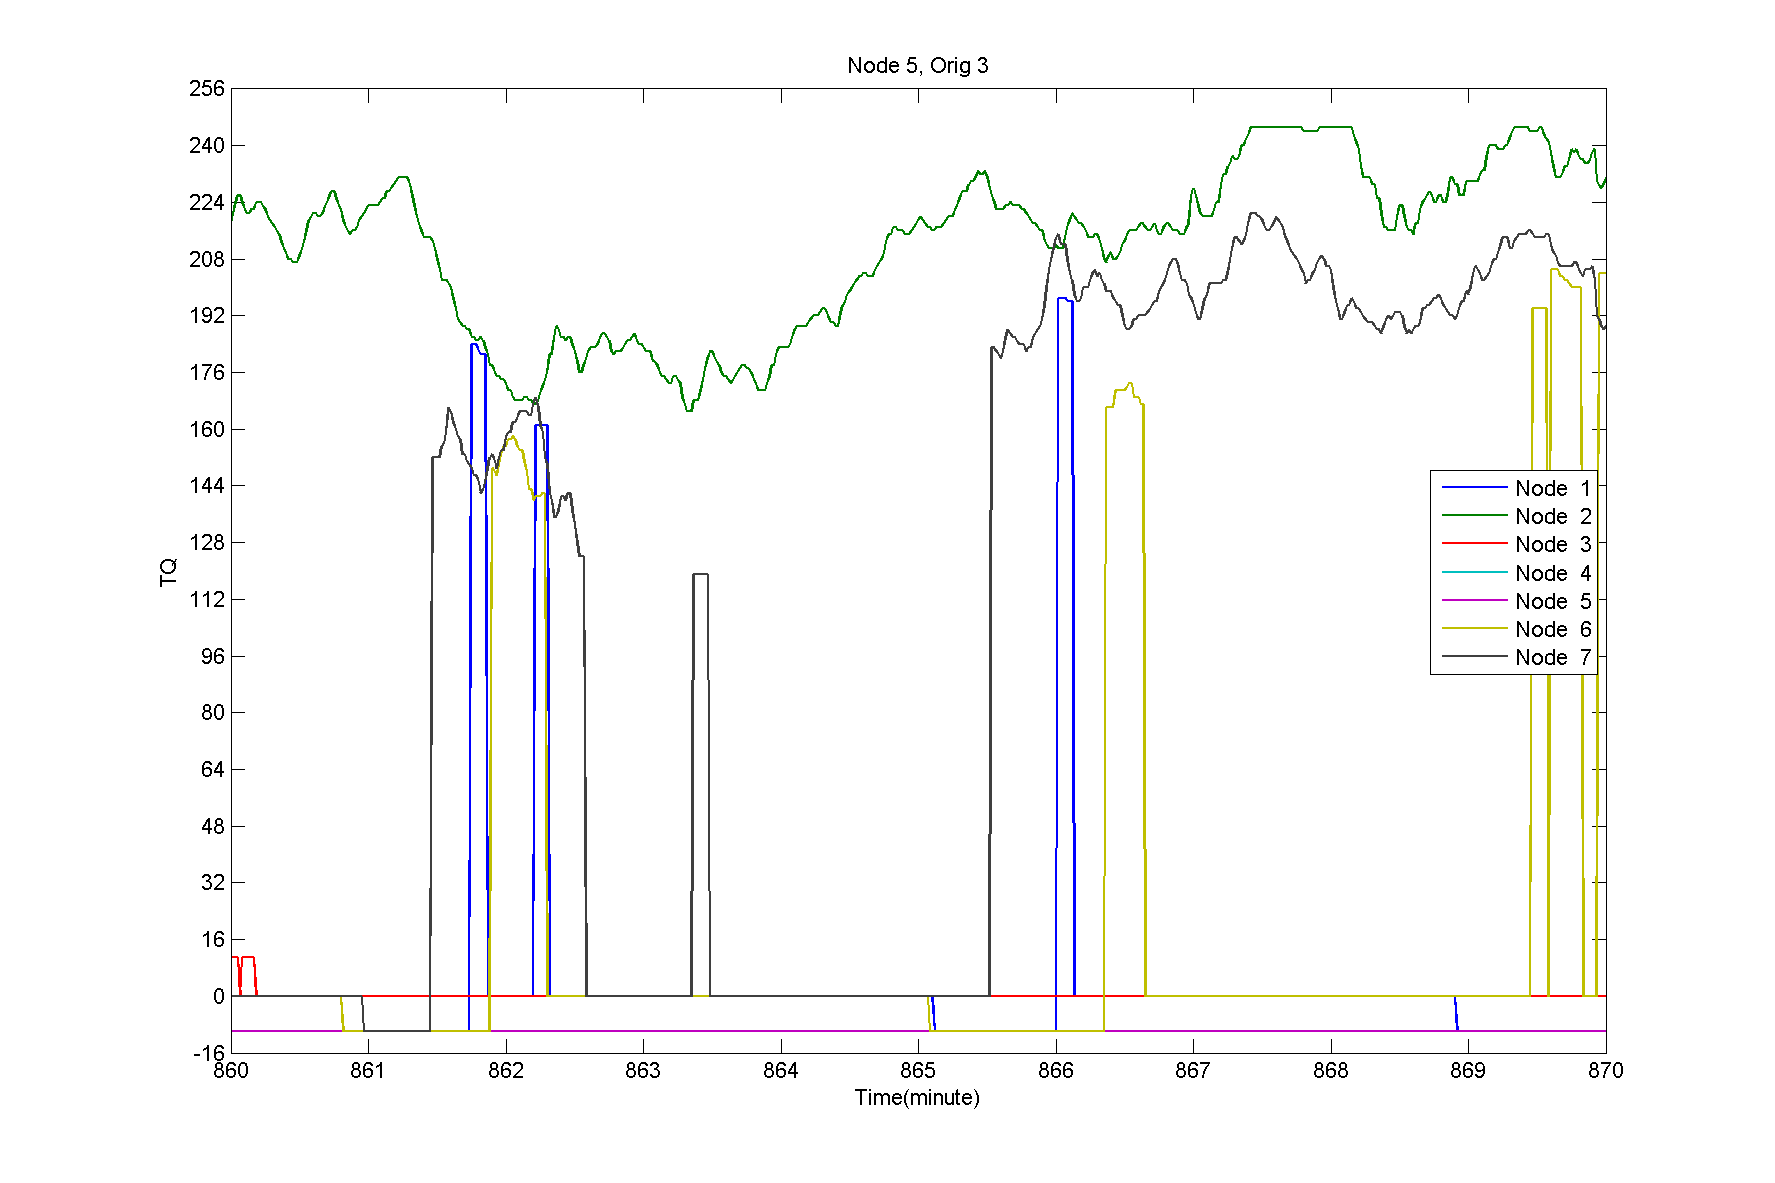 Node 5, Orig 3
256
240
224
208
192
176
160
144
128
112
96
80
64
48
32
16
0
-16
TQ
Node 1
Node 2
Node 3
Node 4
Node 5
Node 6
Node 7
860 861 862 863 864 865 866 867 868 869 870
Time(minute)